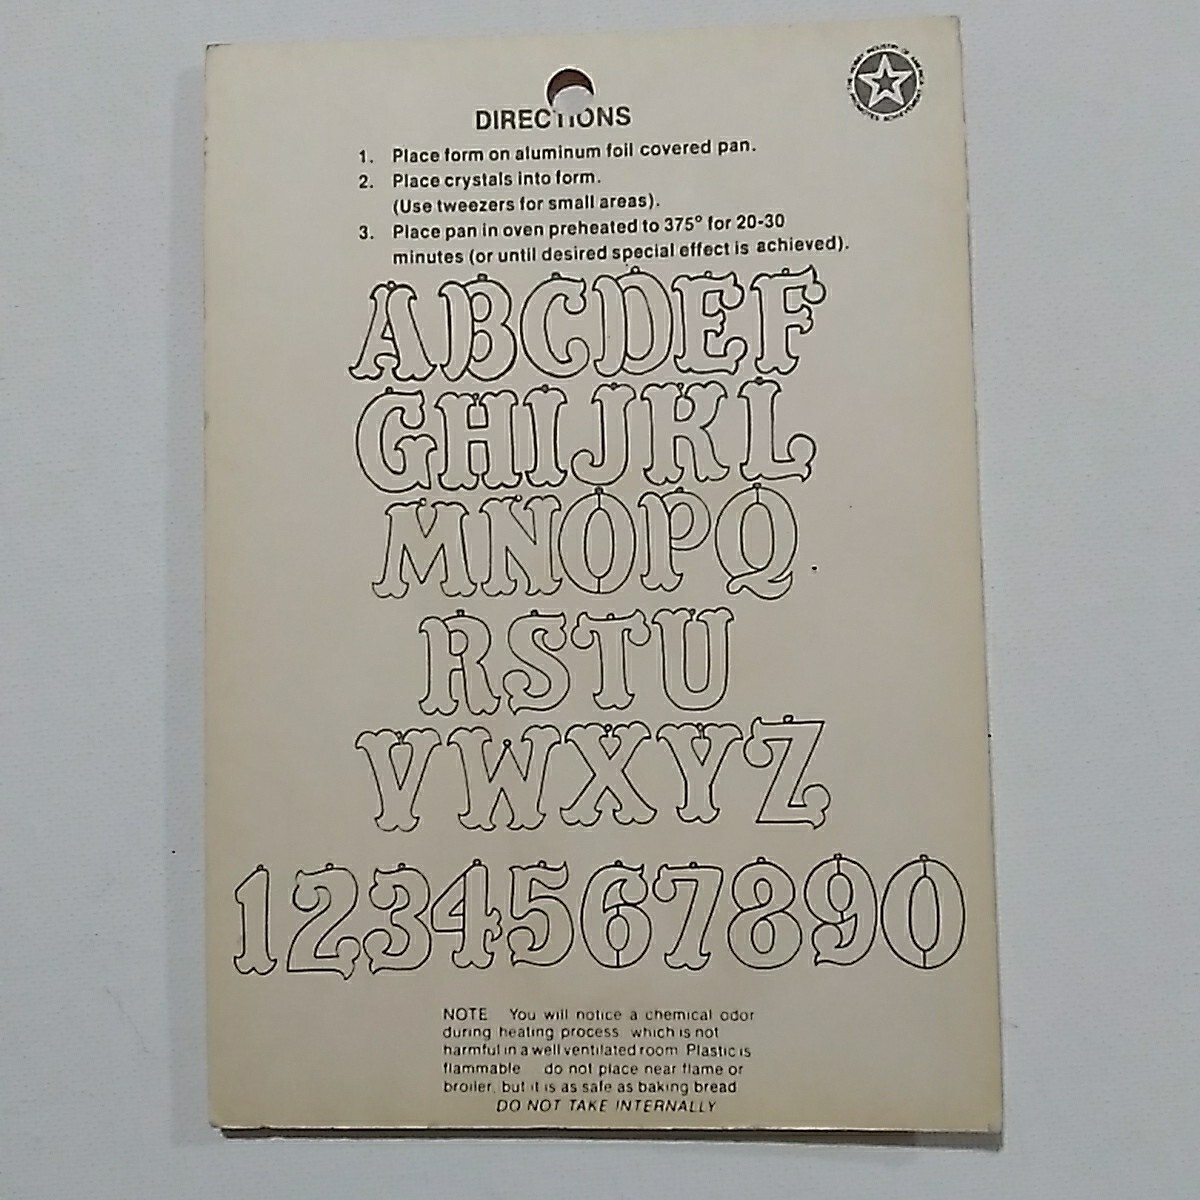 HOBBY INDUSTRY OF AMERICA
DIRECTIONS
1. Place form on aluminum foil covered pan.
2. Place crystals into form.
(Use tweezers for small areas).
3. Place pan in oven preheated to 375° for 20-30
minutes (or until desired special effect is achieved).
ABCDEF
GHIJKL
MNOPQ
RSTU
VWXYZ
1234567890
NOTE You will notice a chemical odor
during heating process, which is not
harmful in a well ventilated room. Plastic is
flammable do not place near flame or
broiler, but it is as safe as baking bread
DO NOT TAKE INTERNALLY